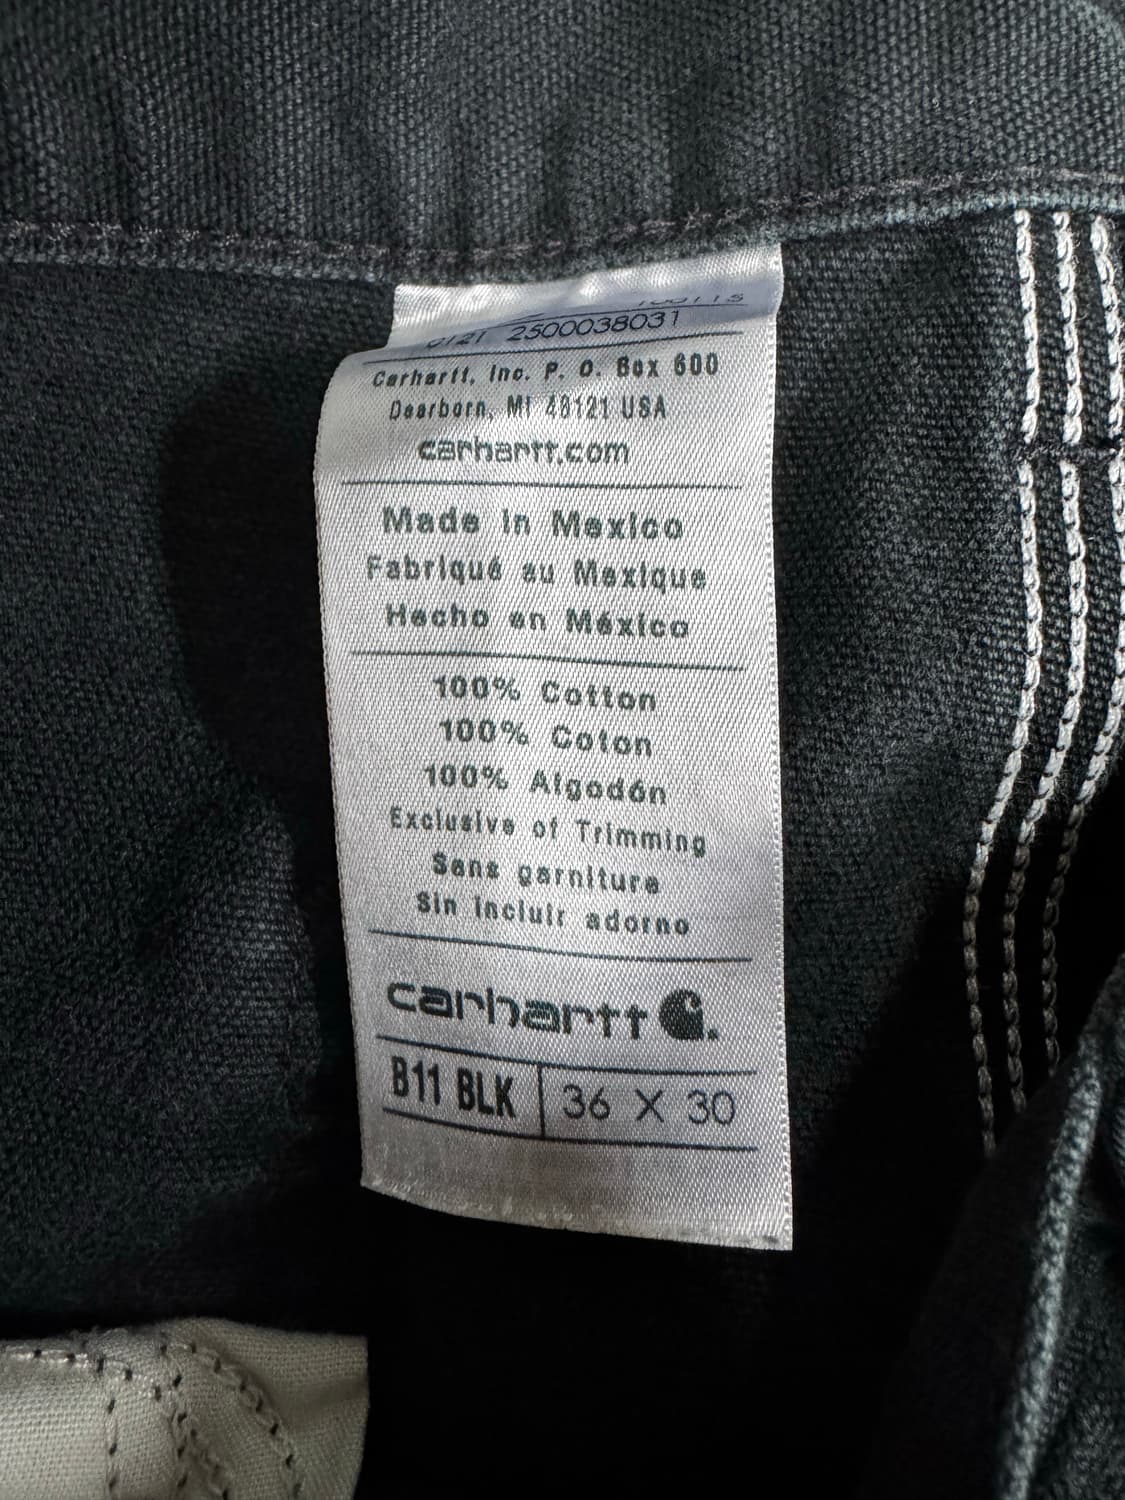 0121 2500038031
Carhartt, Inc. P. O. Box 600
Dearborn, MI 48121 USA
carhartt.com
Made in Mexico
Fabriqué au Mexique
Hecho en México
100% Cotton
100% Coton
100% Algodón
Exclusive of Trimming
Sans garniture
Sin incluir adorno
carhartt
B11 BLK 36 X 30